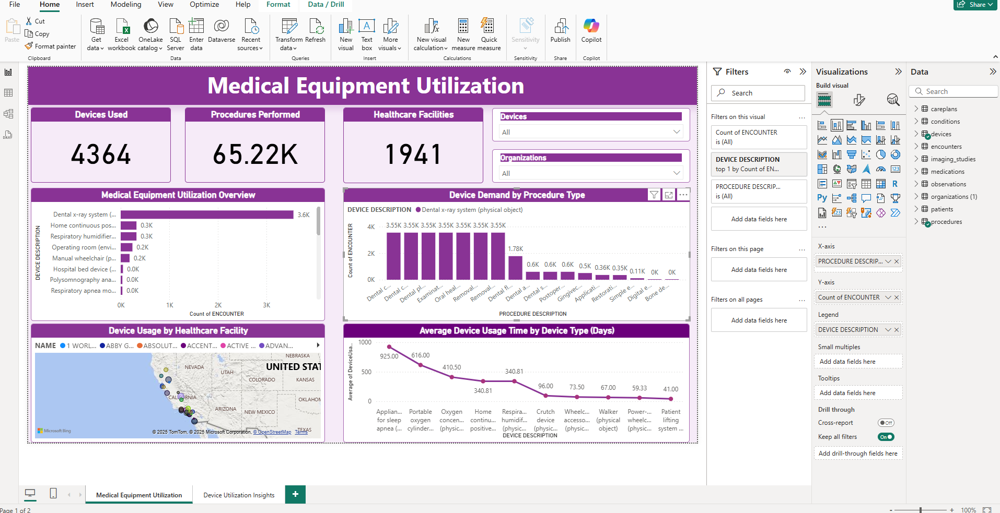 File Home Insert Modeling View Optimize Help Format Data / Drill Share
Paste
Cut
Copy
Format painter
Clipboard
Get data
Excel workbook
OneLake catalog
SQL Server
Enter data
Dataverse
Recent sources
Data
Transform data
Refresh
Queries
New visual
Text box
More visuals
Insert
New visual calculation
New measure
Quick measure
Calculations
Sensitivity
Sensitivity
Publish
Share
Copilot
Copilot
Medical Equipment Utilization
Devices Used
4364
Procedures Performed
65.22K
Healthcare Facilities
1941
Devices
All
Organizations
All
Medical Equipment Utilization Overview
DEVICE DESCRIPTION
Dental x-ray system (... 3.6K
Home continuous pos... 0.3K
Respiratory humidifier... 0.3K
Operating room (envi... 0.2K
Manual wheelchair (p... 0.2K
Hospital bed device (... 0.0K
Polysomnography ana... 0.0K
Respiratory apnea mo... 0.0K
0K 1K 2K 3K
Count of ENCOUNTER
Device Demand by Procedure Type
DEVICE DESCRIPTION Dental x-ray system (physical object)
Count of ENCOUNTER
4K
2K
0K
3.55K 3.55K 3.55K 3.55K 3.55K 3.55K 3.55K
1.78K
0.6K 0.6K 0.6K 0.5K 0.36K 0.35K 0.11K 0K 0K
Dental c... Dental c... Dental pl... Examinat... Oral heal... Removal... Removal... Dental fl... Dental a... Dental s... Postoper... Gingivec... Applicati... Restorati... Simple e... Digital e... Bone de...
PROCEDURE DESCRIPTION
Device Usage by Healthcare Facility
NAME 1 WORL... ABBY G... ABSOLUT... ACCENT... ACTIVE ... ADVAN...
NEBRASKA
NEVADA
UTAH
UNITED STAT
COLORADO
KANSAS
CALIFORNIA
OKLAHOM
ARIZONA
NEW MEXICO
TEXAS
Microsoft Bing
© 2025 TomTom, © 2025 Microsoft Corporation, © OpenStreetMap Terms
Average Device Usage Time by Device Type (Days)
Average of DeviceUsa...
1000
500
0
925.00
616.00
410.50
340.81
340.81
96.00
73.50
67.00
59.33
41.00
Applian... for sleep apnea (...
Portable oxygen cylinder...
Oxygen concen... (physic...
Home continu... positive...
Respira... humidif... (physic...
Crutch device (physic...
Wheelc... accesso... (physic...
Walker (physical object)
Power-... wheelc... (physic...
Patient lifting system ...
DEVICE DESCRIPTION
Filters
Search
Filters on this visual ...
Count of ENCOUNTER
is (All)
DEVICE DESCRIPTION
top 1 by Count of EN...
PROCEDURE DESCRIP...
is (All)
Add data fields here
Filters on this page ...
Add data fields here
Filters on all pages ...
Add data fields here
Visualizations
Build visual
123
R
Py
123
...
X-axis
PROCEDURE DESCRIP...
Y-axis
Count of ENCOUNTER
Legend
DEVICE DESCRIPTION
Small multiples
Add data fields here
Tooltips
Add data fields here
Drill through
Cross-report Off
Keep all filters On
Add drill-through fields here
Data
Search
careplans
conditions
devices
encounters
imaging_studies
medications
observations
organizations (1)
patients
procedures
Medical Equipment Utilization
Device Utilization Insights
+
Page 1 of 2
- + 100%